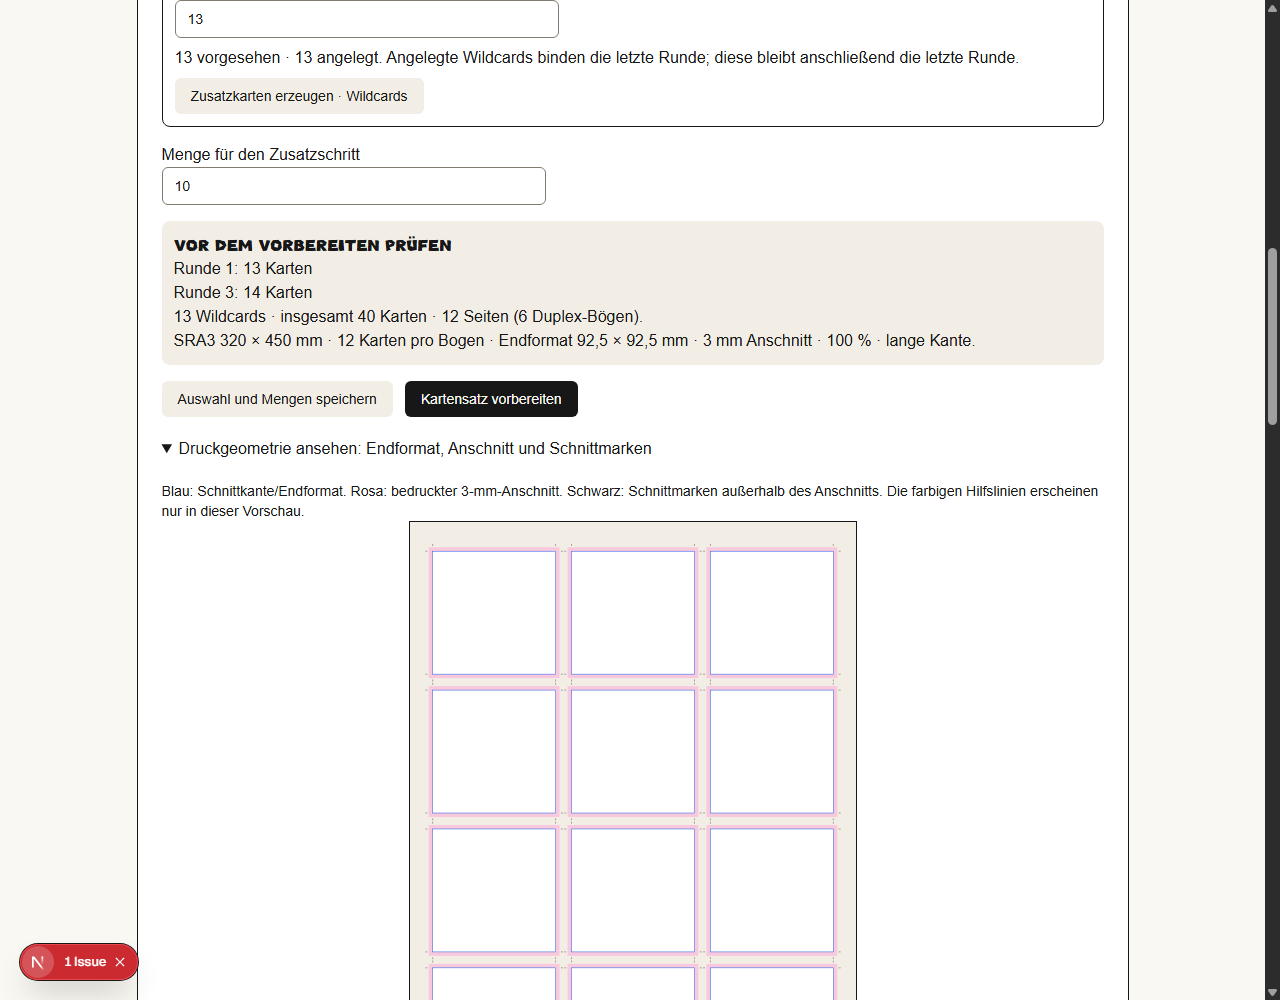 13
13 vorgesehen · 13 angelegt. Angelegte Wildcards binden die letzte Runde; diese bleibt anschließend die letzte Runde.
Zusatzkarten erzeugen · Wildcards
Menge für den Zusatzschritt
10
VOR DEM VORBEREITEN PRÜFEN
Runde 1: 13 Karten
Runde 3: 14 Karten
13 Wildcards · insgesamt 40 Karten · 12 Seiten (6 Duplex-Bögen).
SRA3 320 × 450 mm · 12 Karten pro Bogen · Endformat 92,5 × 92,5 mm · 3 mm Anschnitt · 100 % · lange Kante.
Auswahl und Mengen speichern
Kartensatz vorbereiten
▼ Druckgeometrie ansehen: Endformat, Anschnitt und Schnittmarken
Blau: Schnittkante/Endformat. Rosa: bedruckter 3-mm-Anschnitt. Schwarz: Schnittmarken außerhalb des Anschnitts. Die farbigen Hilfslinien erscheinen
nur in dieser Vorschau.
N 1 Issue